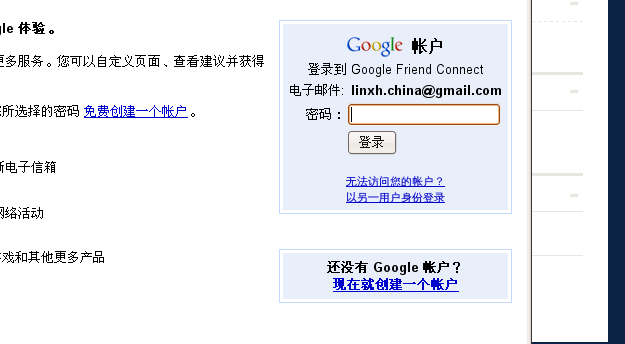 gle 体验。
更多服务。您可以自定义页面、查看建议并获得
所选择的密码 免费创建一个帐户。
电子信箱
网络活动
戏和其他更多产品
Google 帐户
登录到 Google Friend Connect
电子邮件: linxh.china@gmail.com
密码：
登录
无法访问您的帐户？
以另一用户身份登录
还没有 Google 帐户？
现在就创建一个帐户